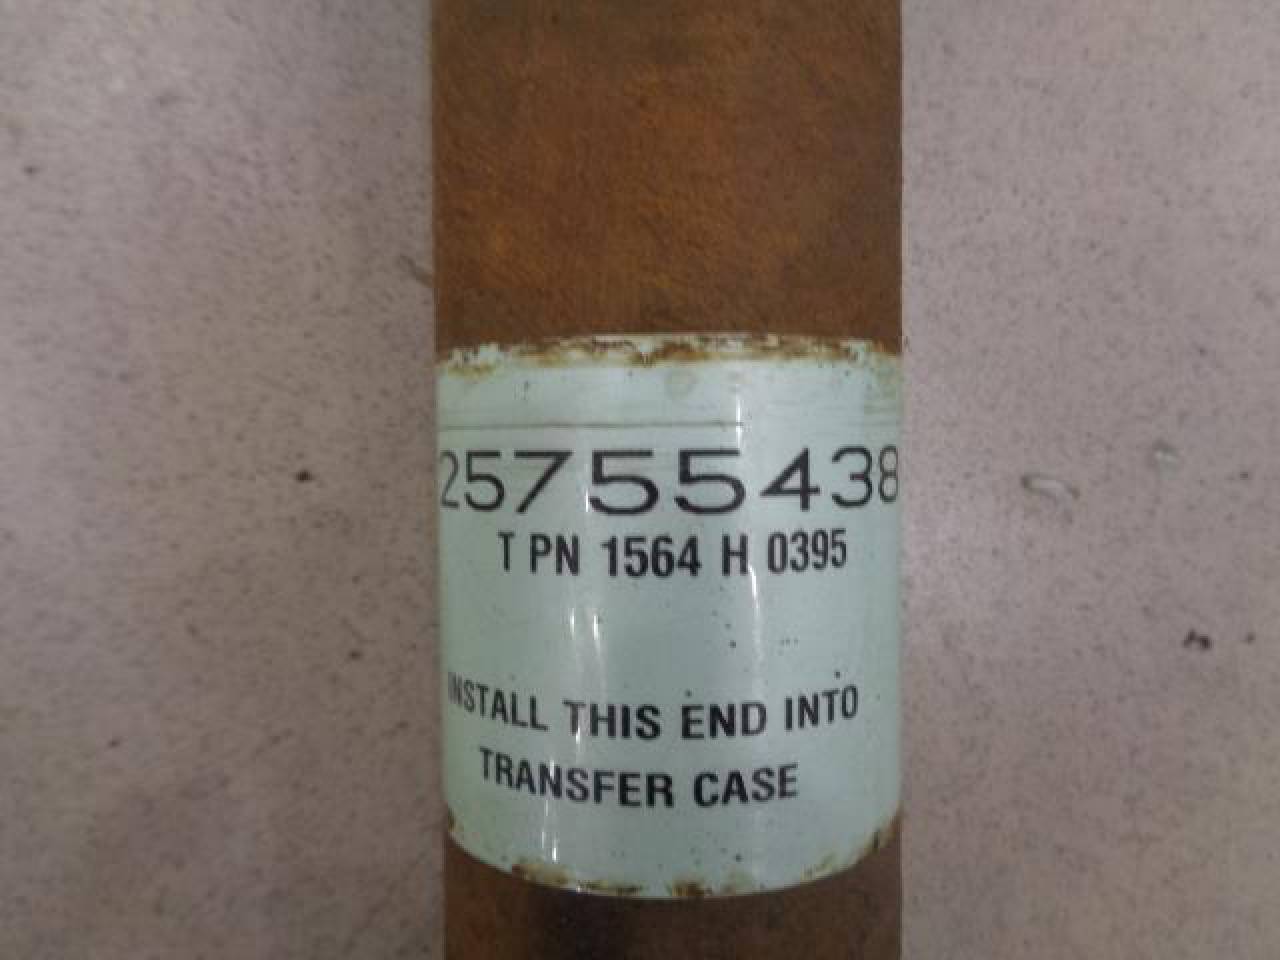 25755438
T PN 1564 H 0395
INSTALL THIS END INTO
TRANSFER CASE